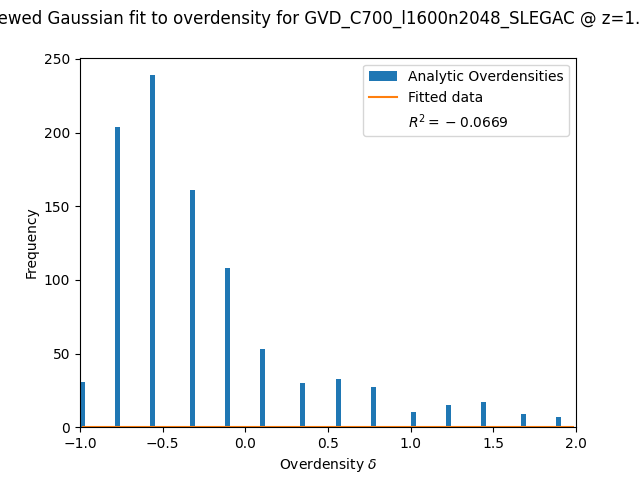 ewed Gaussian fit to overdensity for GVD_C700_l1600n2048_SLEGAC @ z=1.
250
200
150
100
50
0
Frequency
Analytic Overdensities
Fitted data
R² = − 0.0669
−1.0 −0.5 0.0 0.5 1.0 1.5 2.0
Overdensity δ